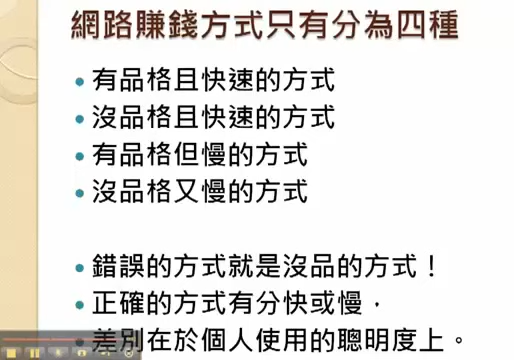 網路賺錢方式只有分為四種
有品格且快速的方式
沒品格且快速的方式
有品格但慢的方式
沒品格又慢的方式
錯誤的方式就是沒品的方式！
正確的方式有分快或慢，
差別在於個人使用的聰明度上。